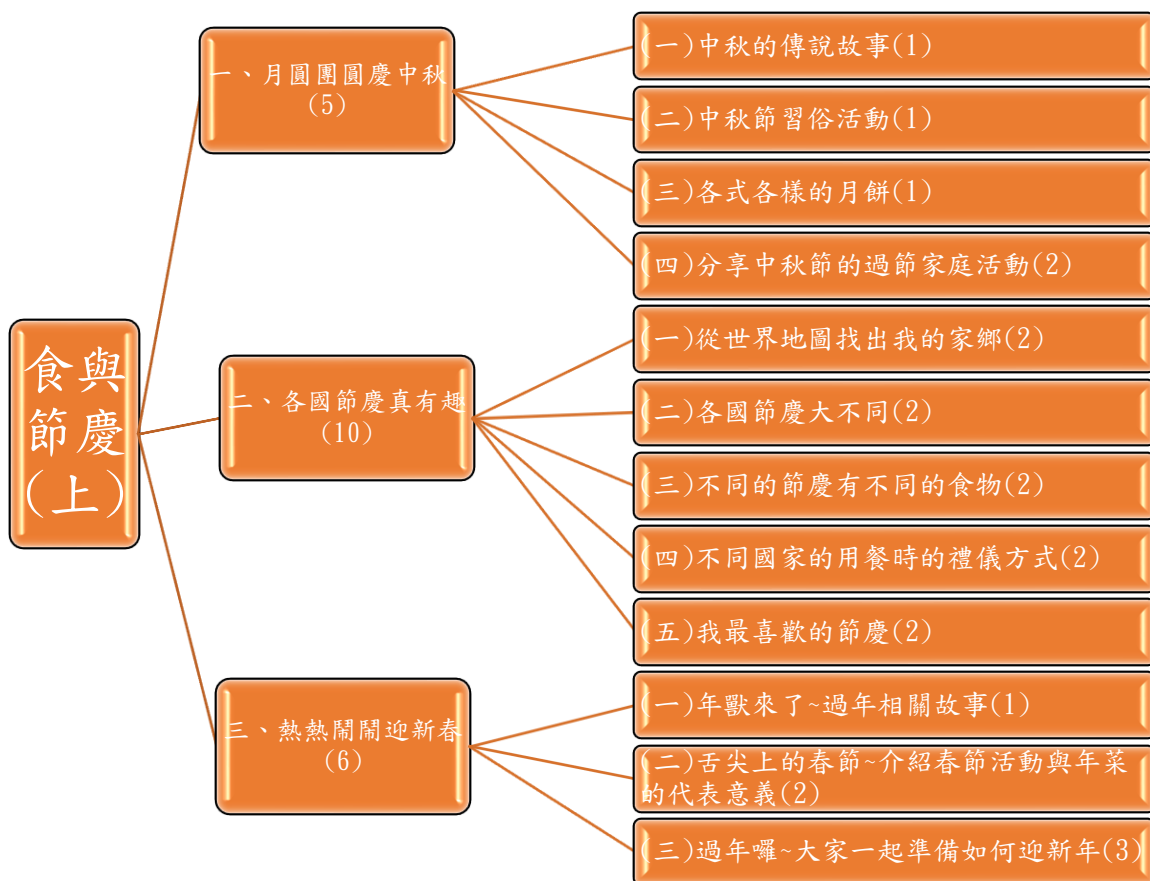 食與
節慶
(上)
一、月圓團圓慶中秋
(5)
(一)中秋的傳說故事(1)
(二)中秋節習俗活動(1)
(三)各式各樣的月餅(1)
(四)分享中秋節的過節家庭活動(2)
二、各國節慶真有趣
(10)
(一)從世界地圖找出我的家鄉(2)
(二)各國節慶大不同(2)
(三)不同的節慶有不同的食物(2)
(四)不同國家的用餐時的禮儀方式(2)
(五)我最喜歡的節慶(2)
三、熱熱鬧鬧迎新春
(6)
(一)年獸來了~過年相關故事(1)
(二)舌尖上的春節~介紹春節活動與年菜
的代表意義(2)
(三)過年囉~大家一起準備如何迎新年(3)